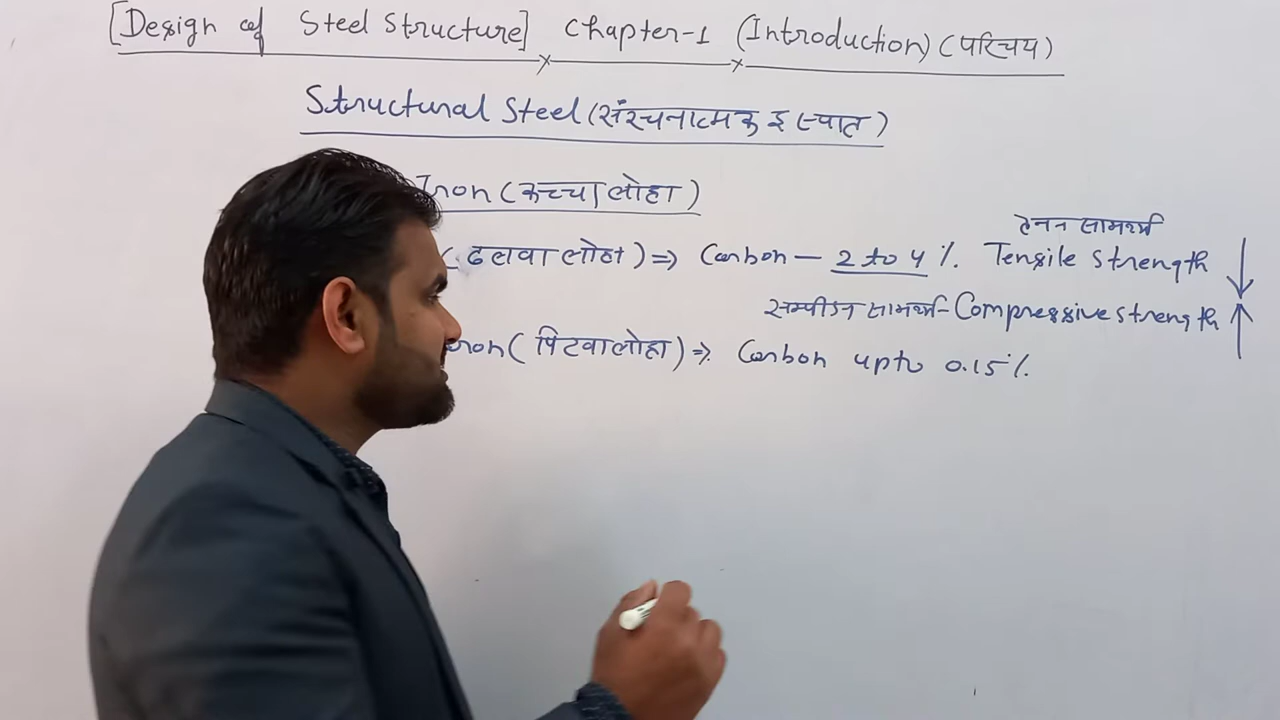 [Design of Steel Structure] Chapter-1 (Introduction) (परिचय)
Structural Steel (संरचनात्मक इस्पात)
Iron (कच्चा लोहा)
(ढलवा लोहा) ⇒ Carbon — 2 to 4 %. Tensile Strength ↓
तनन सामर्थ्य
सम्पीडन सामर्थ्य - Compressive strength ↑
Iron (पिटवा लोहा) ⇒ Carbon upto 0.15 %.